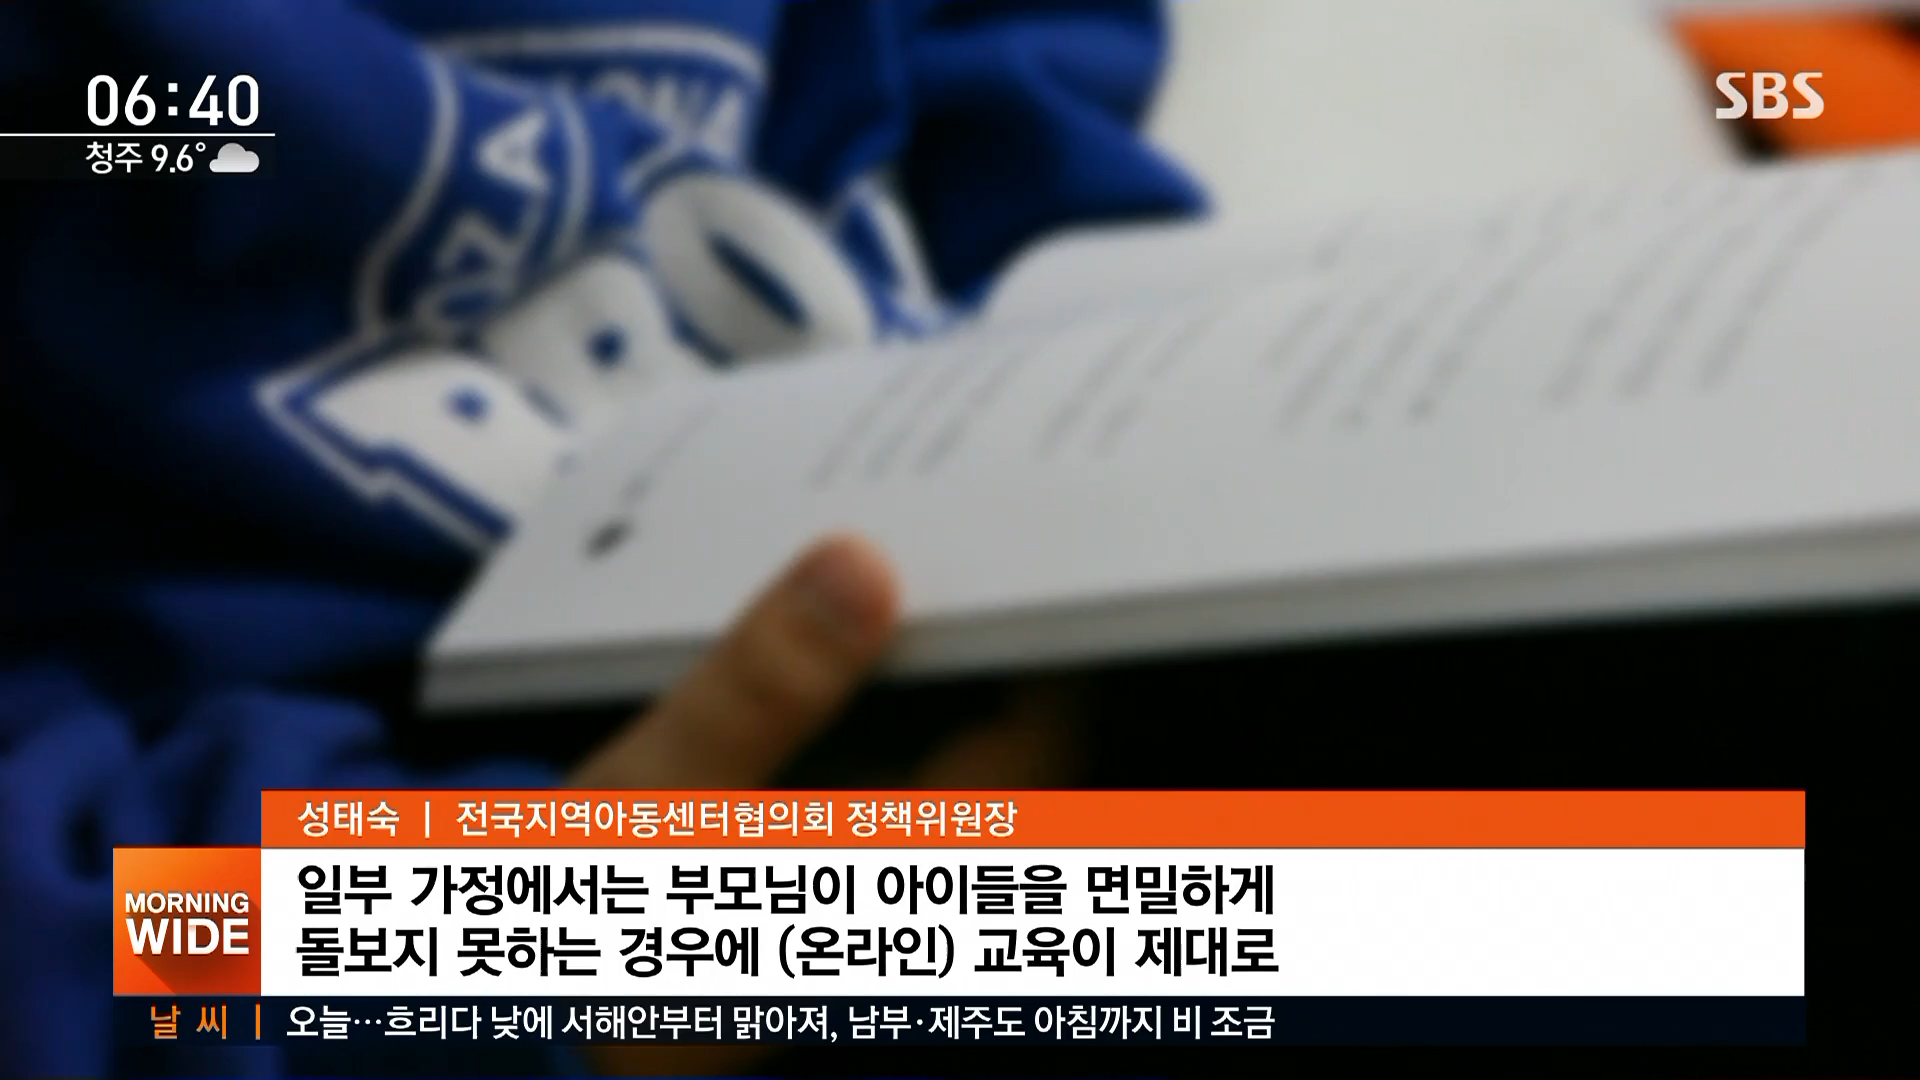 06:40
SBS
청주 9.6°
성태숙 | 전국지역아동센터협의회 정책위원장
MORNING
WIDE
일부 가정에서는 부모님이 아이들을 면밀하게
돌보지 못하는 경우에 (온라인) 교육이 제대로
날씨 | 오늘…흐리다 낮에 서해안부터 맑아져, 남부·제주도 아침까지 비 조금